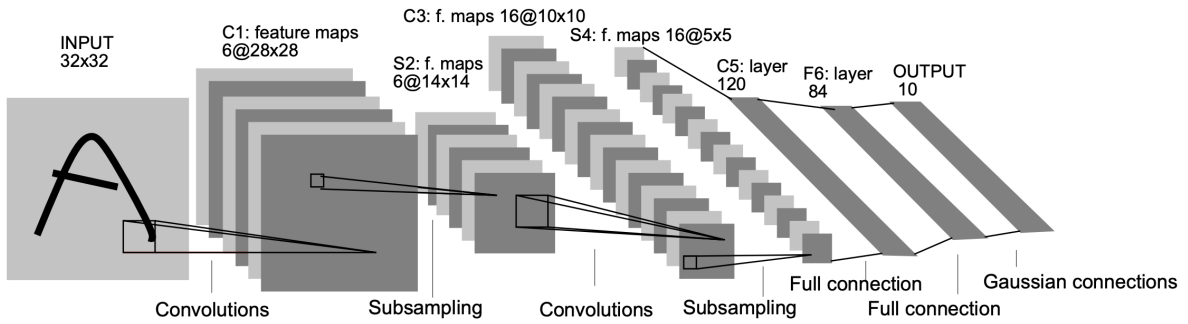 INPUT
32x32
C1: feature maps
6@28x28
S2: f. maps
6@14x14
C3: f. maps 16@10x10
S4: f. maps 16@5x5
C5: layer
120
F6: layer
84
OUTPUT
10
Convolutions
Subsampling
Convolutions
Subsampling
Full connection
Full connection
Gaussian connections